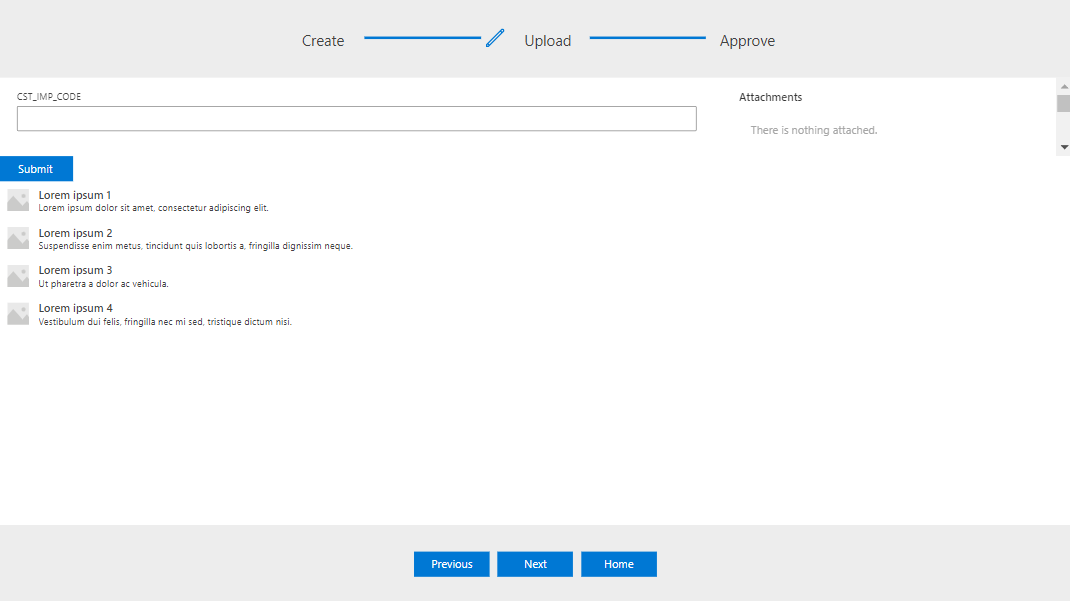 Create
Upload
Approve
CST_IMP_CODE
Attachments
There is nothing attached.
Submit
Lorem ipsum 1
Lorem ipsum dolor sit amet, consectetur adipiscing elit.
Lorem ipsum 2
Suspendisse enim metus, tincidunt quis lobortis a, fringilla dignissim neque.
Lorem ipsum 3
Ut pharetra a dolor ac vehicula.
Lorem ipsum 4
Vestibulum dui felis, fringilla nec mi sed, tristique dictum nisi.
Previous
Next
Home